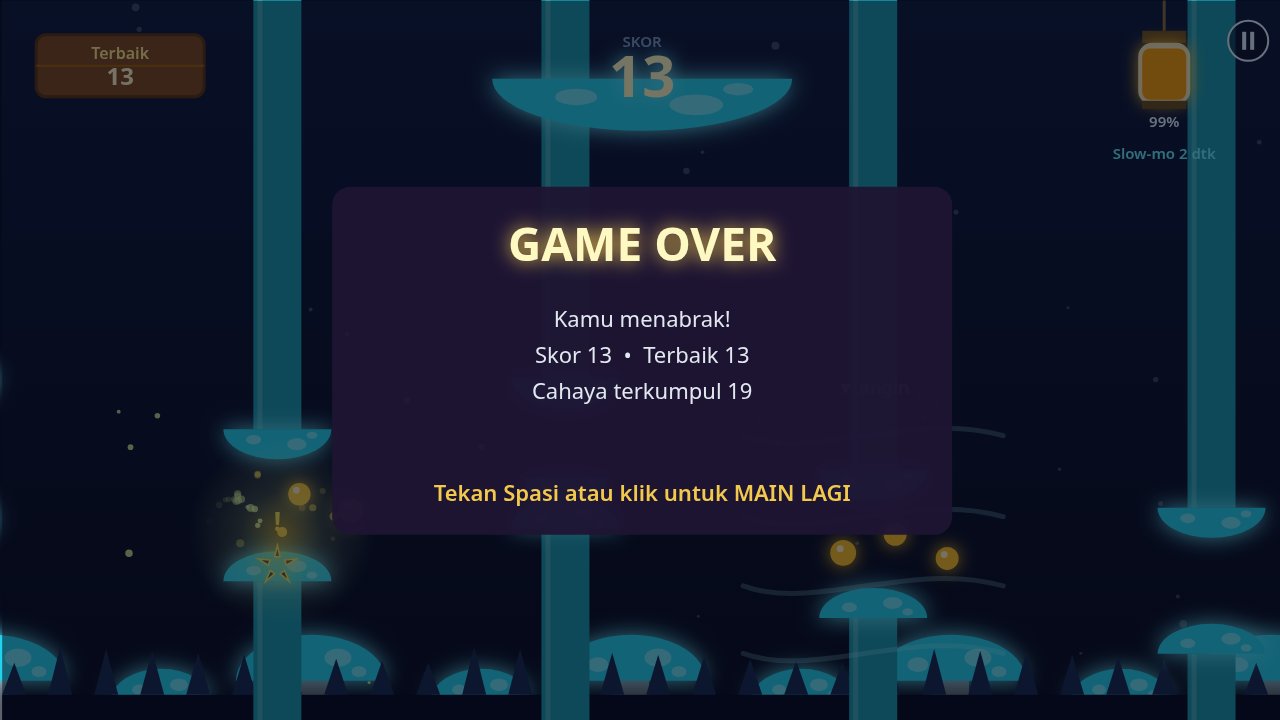 Terbaik
13
SKOR
13
99%
Slow-mo 2 dtk
GAME OVER
Kamu menabrak!
Skor 13 • Terbaik 13
Cahaya terkumpul 19
Tekan Spasi atau klik untuk MAIN LAGI
!